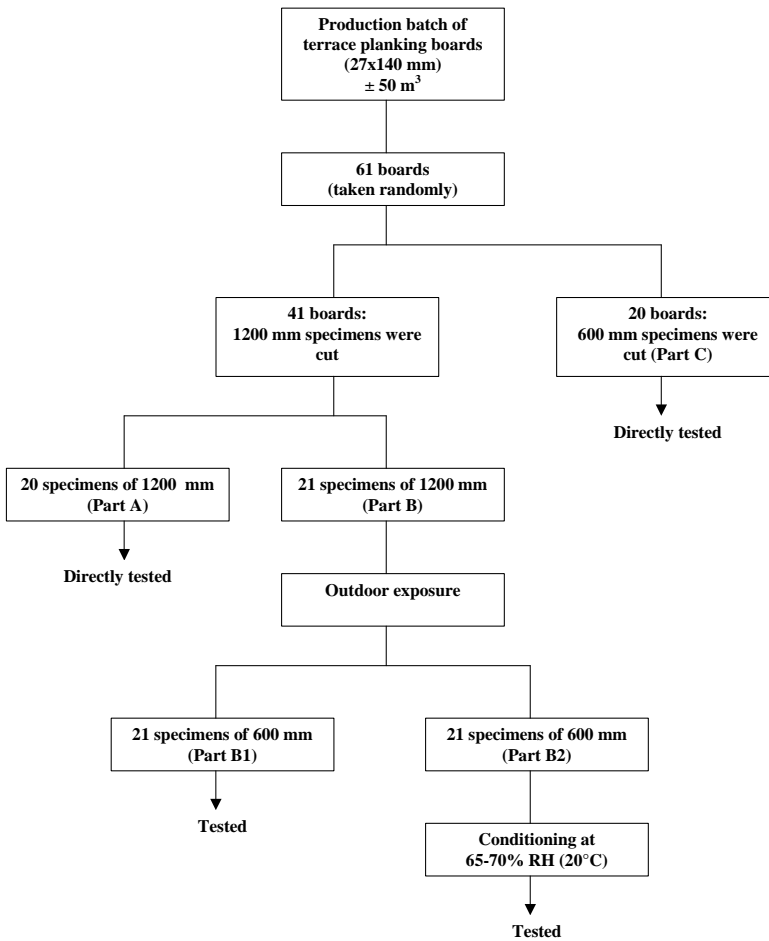 Production batch of
terrace planking boards
(27x140 mm)
± 50 m³
61 boards
(taken randomly)
41 boards:
1200 mm specimens were
cut
20 boards:
600 mm specimens were
cut (Part C)
Directly tested
20 specimens of 1200 mm
(Part A)
21 specimens of 1200 mm
(Part B)
Directly tested
Outdoor exposure
21 specimens of 600 mm
(Part B1)
21 specimens of 600 mm
(Part B2)
Tested
Conditioning at
65-70% RH (20°C)
Tested